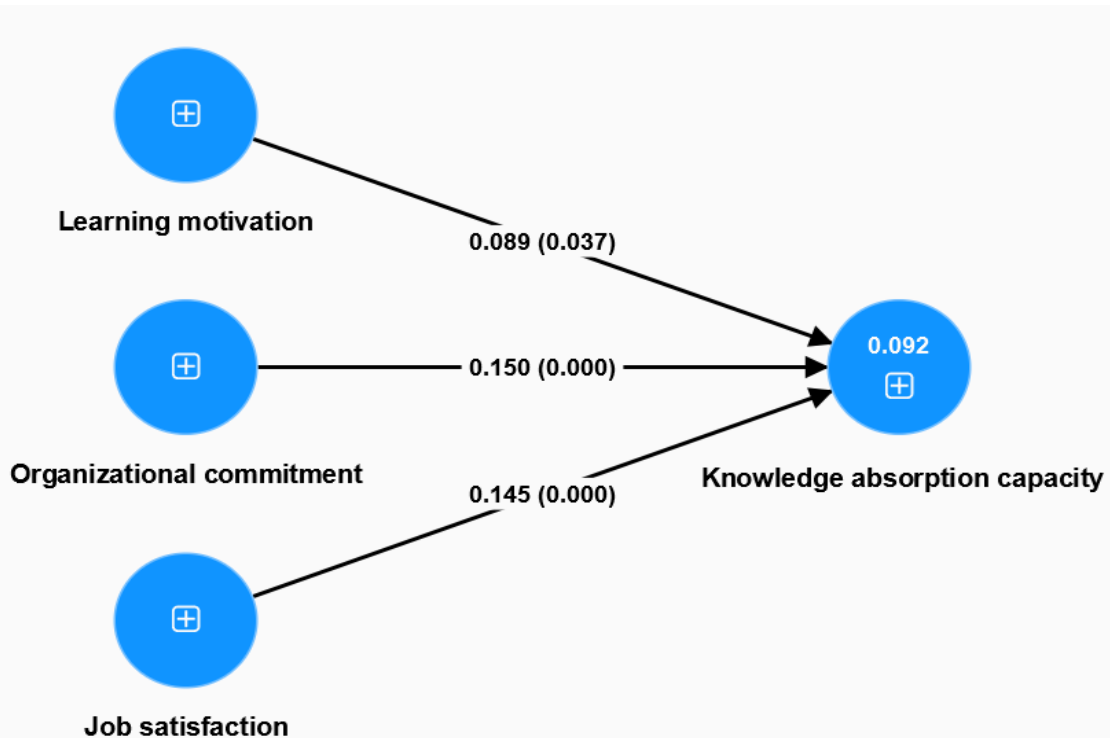 Learning motivation
0.089 (0.037)
0.092
0.150 (0.000)
Organizational commitment
Knowledge absorption capacity
0.145 (0.000)
Job satisfaction